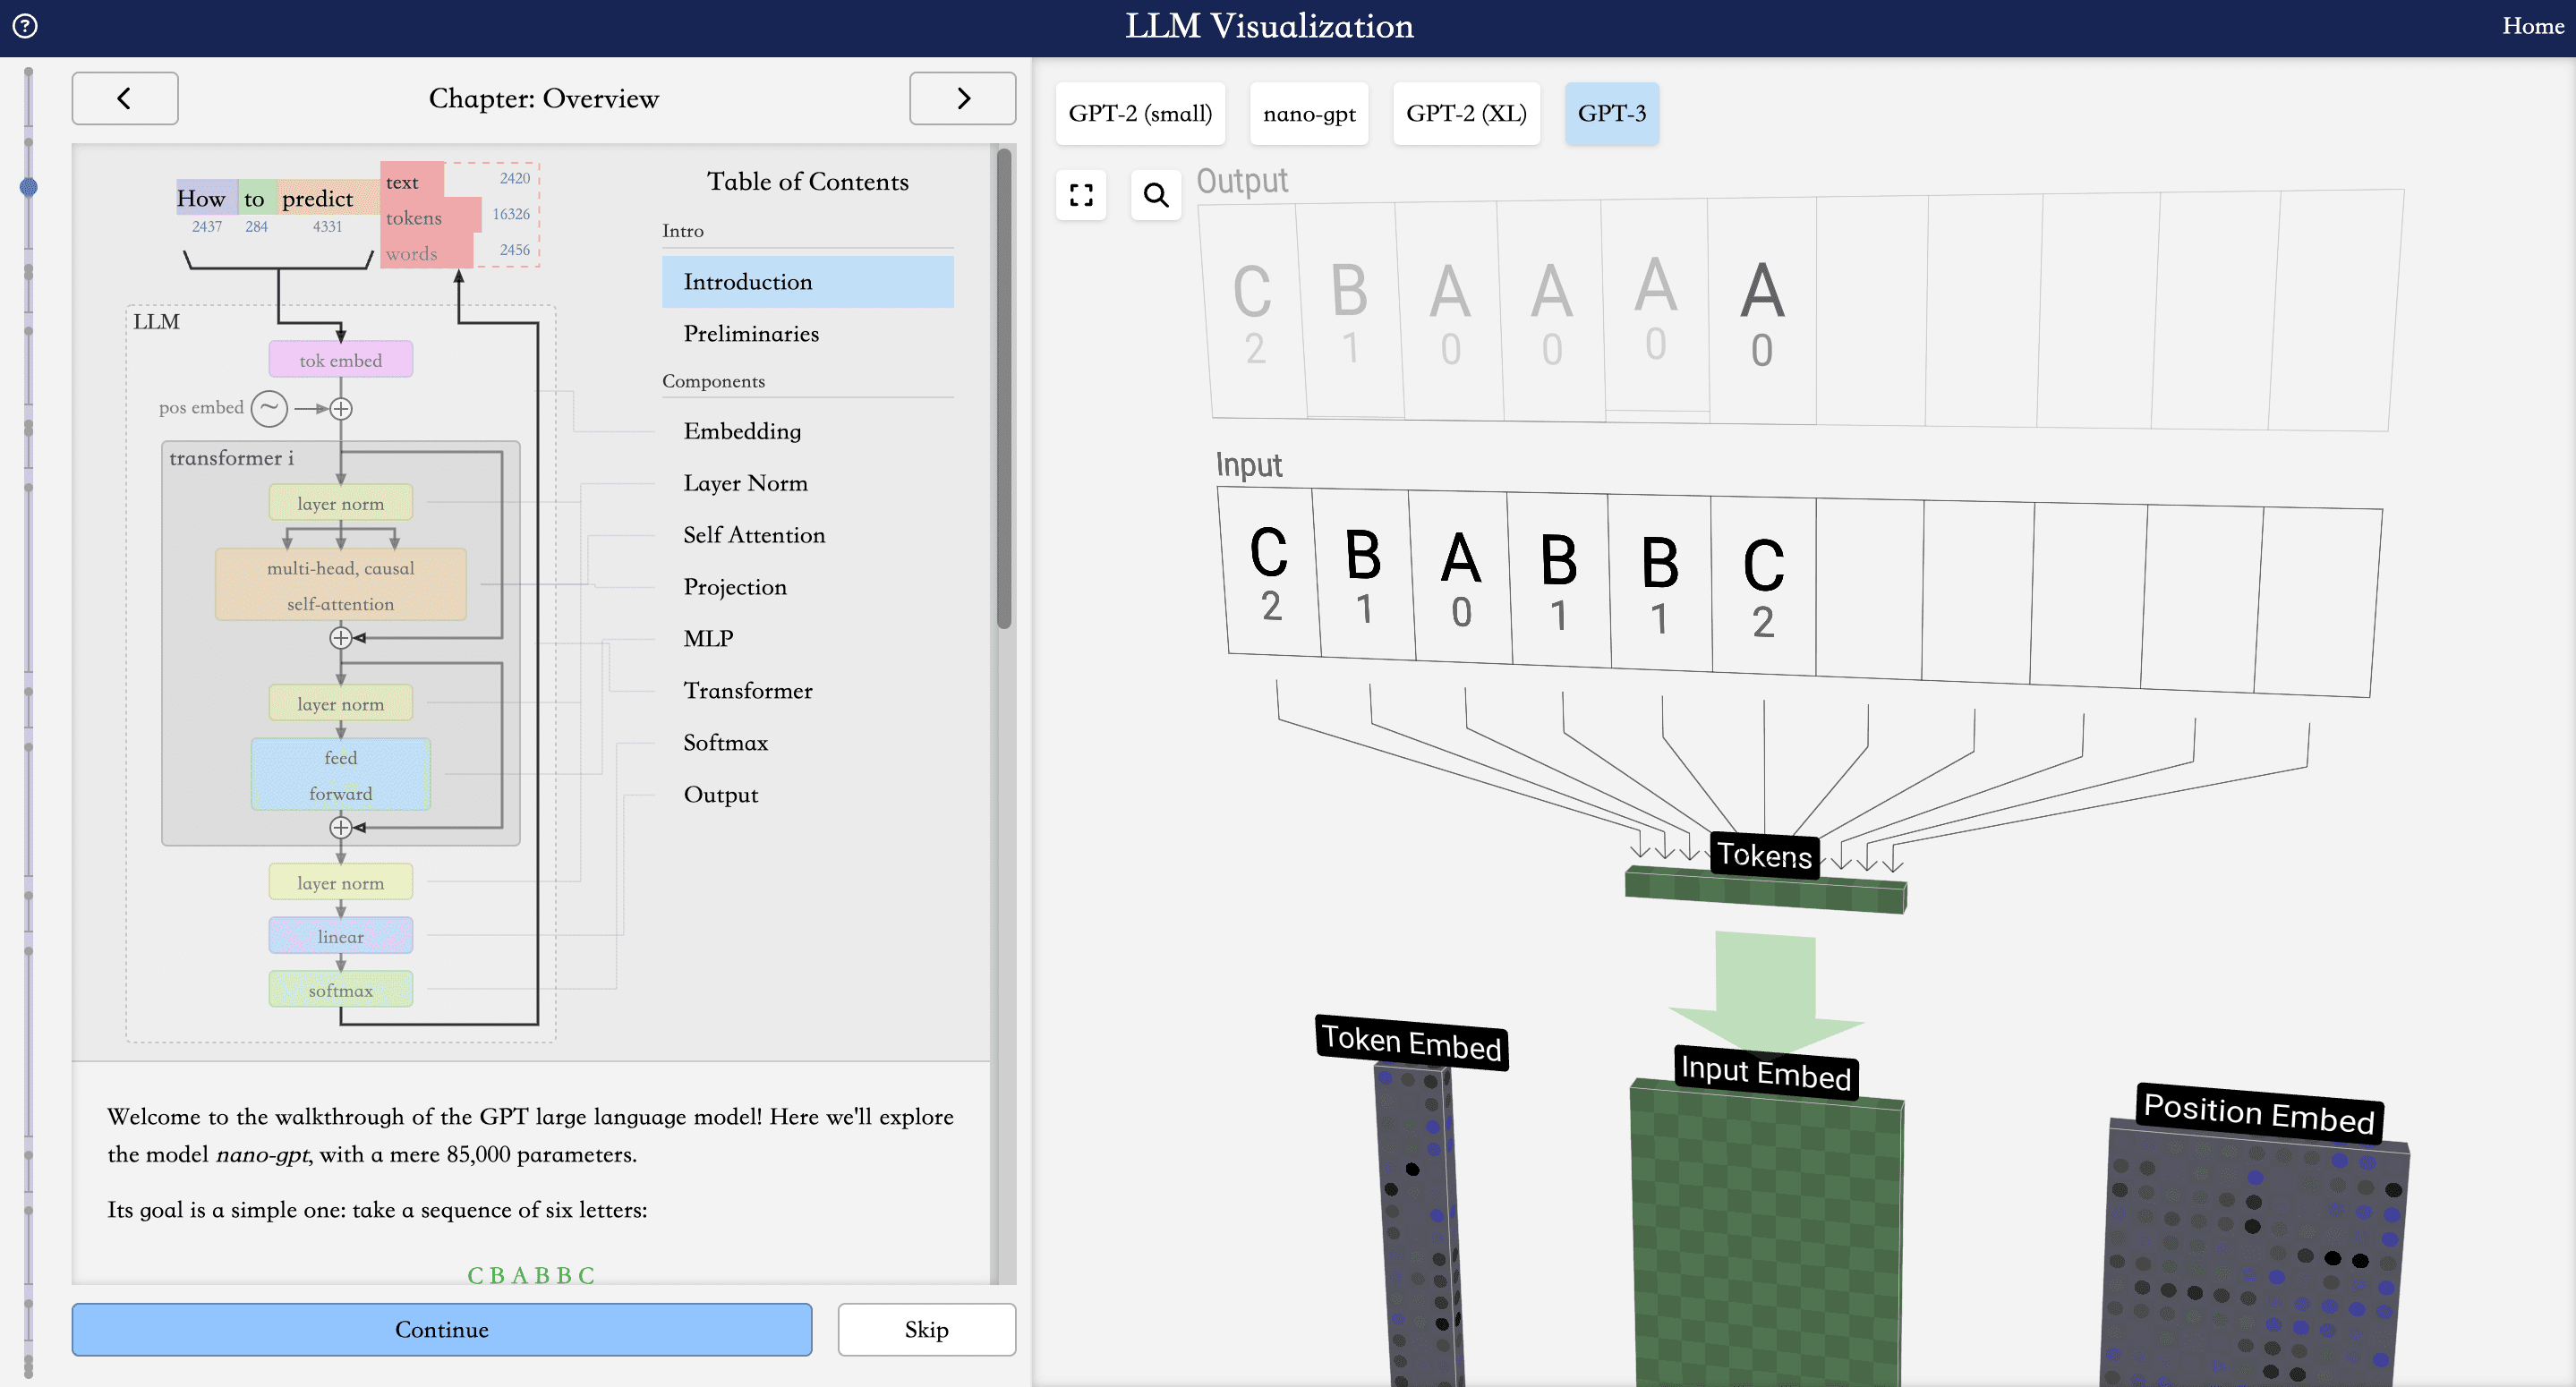 ?
LLM Visualization
Home
Chapter: Overview
How to predict
2437 284 4331
text 2420
tokens 16326
words 2456
LLM
tok embed
pos embed
transformer i
layer norm
multi-head, causal
self-attention
layer norm
feed
forward
layer norm
linear
softmax
Table of Contents
Intro
Introduction
Preliminaries
Components
Embedding
Layer Norm
Self Attention
Projection
MLP
Transformer
Softmax
Output
Welcome to the walkthrough of the GPT large language model! Here we'll explore
the model nano-gpt, with a mere 85,000 parameters.
Its goal is a simple one: take a sequence of six letters:
C B A B B C
Continue
Skip
GPT-2 (small)
nano-gpt
GPT-2 (XL)
GPT-3
Output
C B A A A A
2 1 0 0 0 0
Input
C B A B B C
2 1 0 1 1 2
Tokens
Token Embed
Input Embed
Position Embed